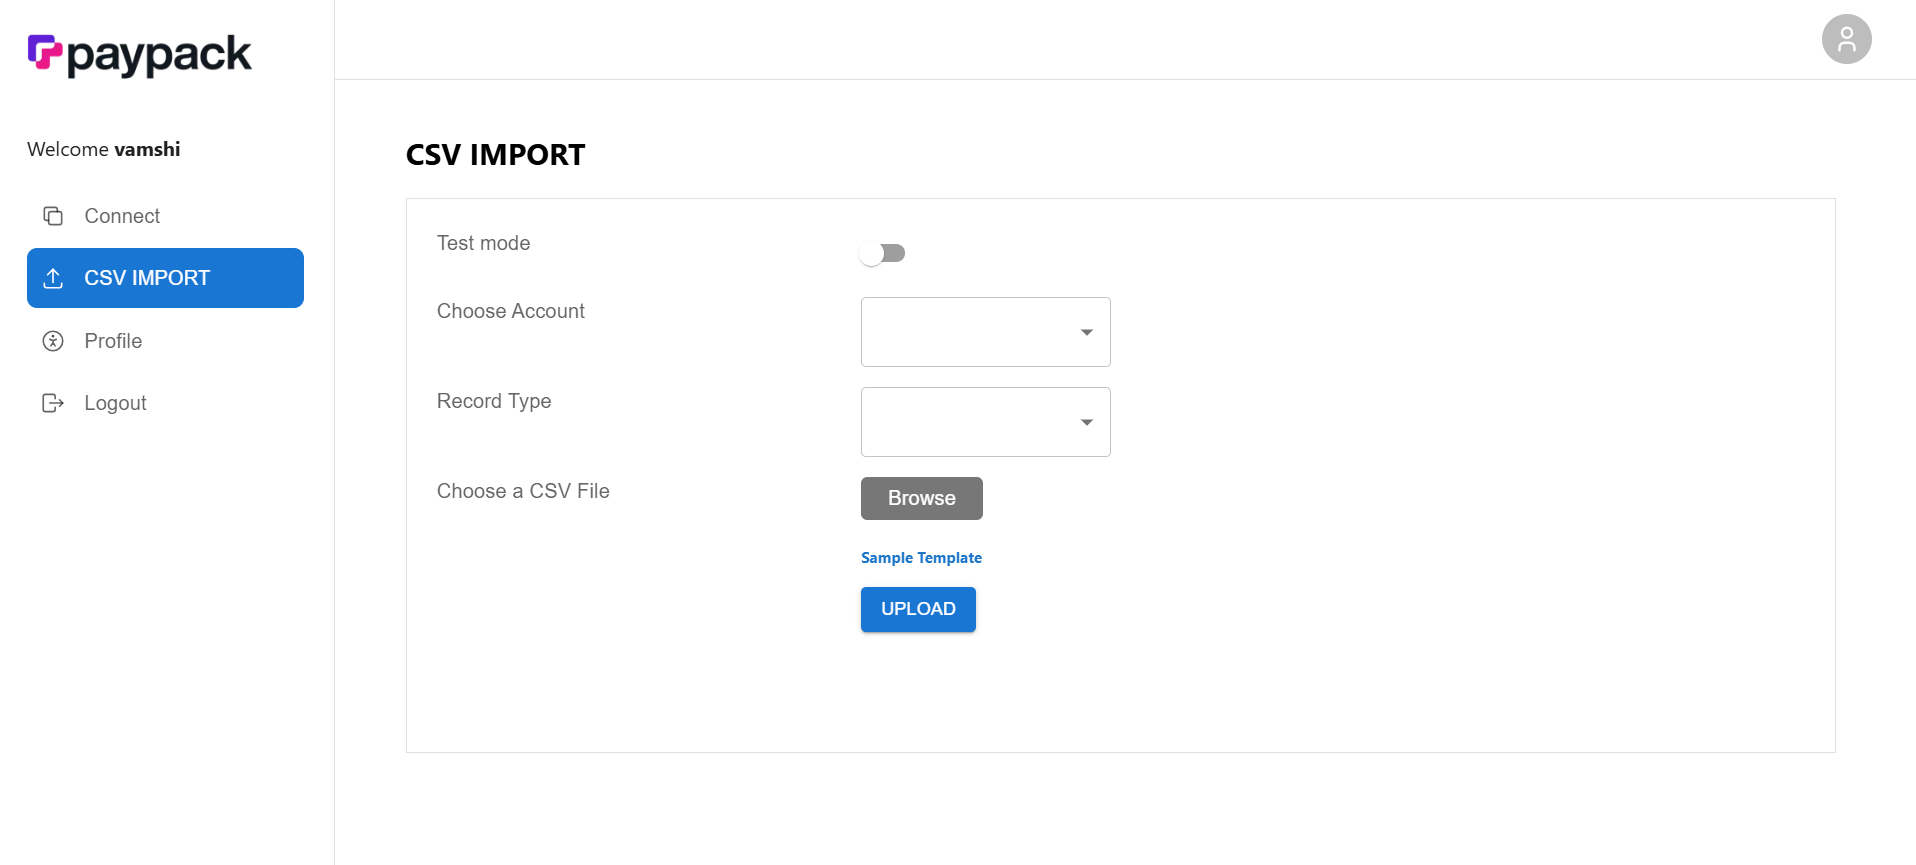 paypack
Welcome vamshi
Connect
CSV IMPORT
Profile
Logout
CSV IMPORT
Test mode
Choose Account
Record Type
Choose a CSV File
Browse
Sample Template
UPLOAD